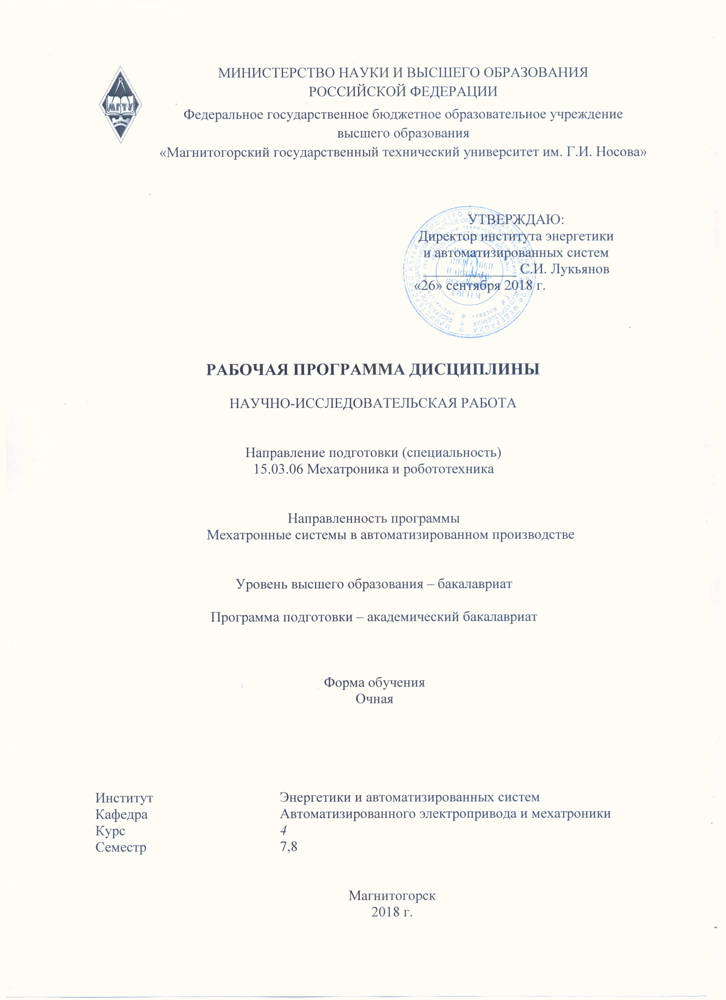 МИНИСТЕРСТВО НАУКИ И ВЫСШЕГО ОБРАЗОВАНИЯ
РОССИЙСКОЙ ФЕДЕРАЦИИ
Федеральное государственное бюджетное образовательное учреждение
высшего образования
«Магнитогорский государственный технический университет им. Г.И. Носова»
МГТУ
УТВЕРЖДАЮ:
Директор института энергетики
и автоматизированных систем
С.И. Лукьянов
«26» сентября 2018 г.
РАБОЧАЯ ПРОГРАММА ДИСЦИПЛИНЫ
НАУЧНО-ИССЛЕДОВАТЕЛЬСКАЯ РАБОТА
Направление подготовки (специальность)
15.03.06 Мехатроника и робототехника
Направленность программы
Мехатронные системы в автоматизированном производстве
Уровень высшего образования – бакалавриат
Программа подготовки – академический бакалавриат
Форма обучения
Очная
Институт Энергетики и автоматизированных систем
Кафедра Автоматизированного электропривода и мехатроники
Курс 4
Семестр 7,8
Магнитогорск
2018 г.